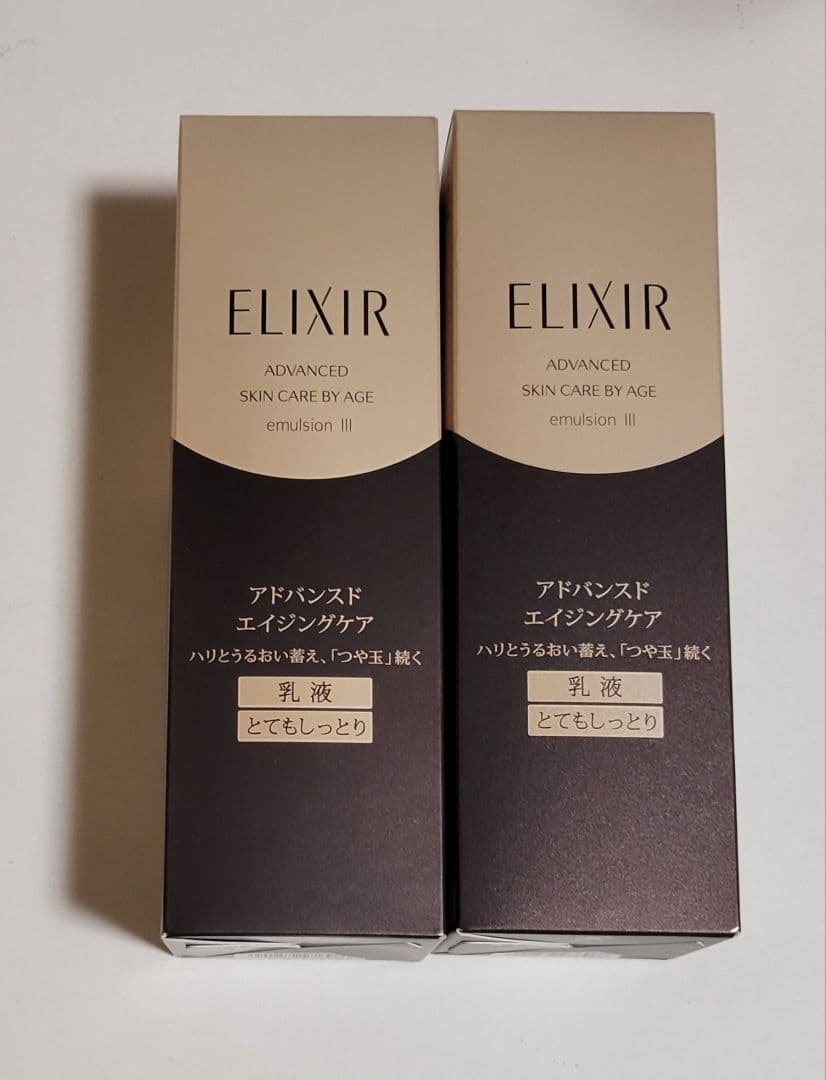 ELIXIR
ADVANCED
SKIN CARE BY AGE
emulsion III
アドバンスド
エイジングケア
ハリとうるおい蓄え、「つや玉」続く
乳液
とてもしっとり
ELIXIR
ADVANCED
SKIN CARE BY AGE
emulsion III
アドバンスド
エイジングケア
ハリとうるおい蓄え、「つや玉」続く
乳液
とてもしっとり